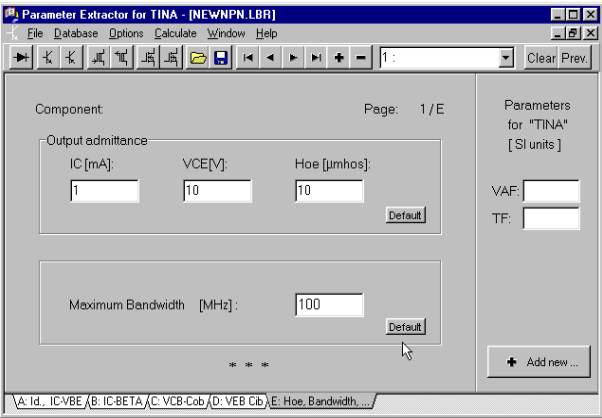 Parameter Extractor for TINA - [NEWNPN.LBR]
File Database Options Calculate Window Help
1 :
Clear Prev.
Component:
Page: 1/E
Output admittance
IC [mA]: VCE[V]: Hoe [µmhos]:
1 10 10
Default
Maximum Bandwidth [MHz] : 100
Default
* * *
Parameters
for "TINA"
[ SI units ]
VAF:
TF:
Add new ...
A: Id., IC-VBE B: IC-BETA C: VCB-Cob D: VEB Cib E: Hoe, Bandwidth, ...